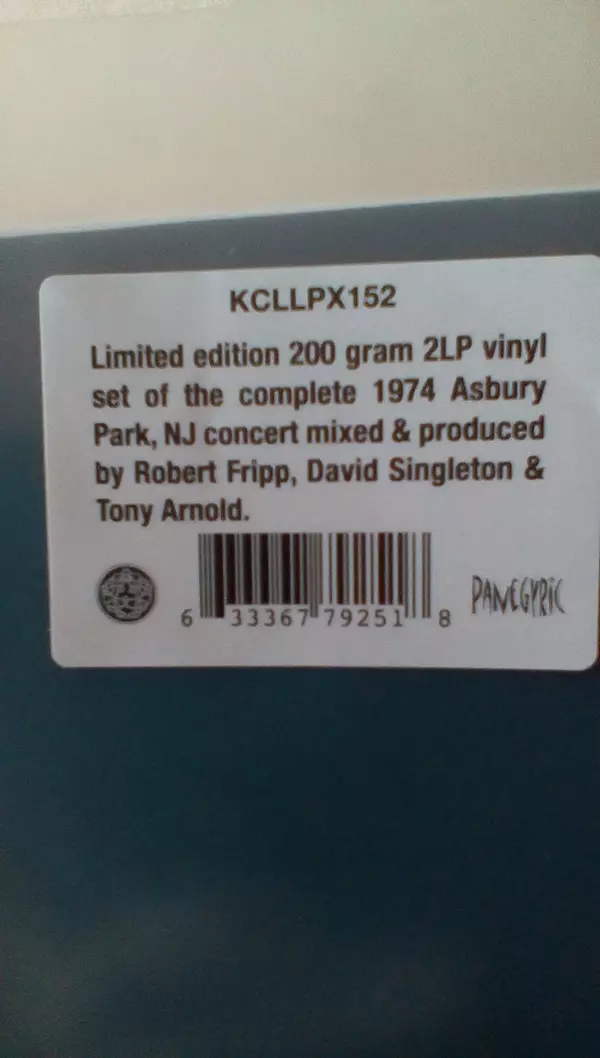 KCLLPX152
Limited edition 200 gram 2LP vinyl
set of the complete 1974 Asbury
Park, NJ concert mixed & produced
by Robert Fripp, David Singleton &
Tony Arnold.
6 33367 79251 8
PANEGYRIC